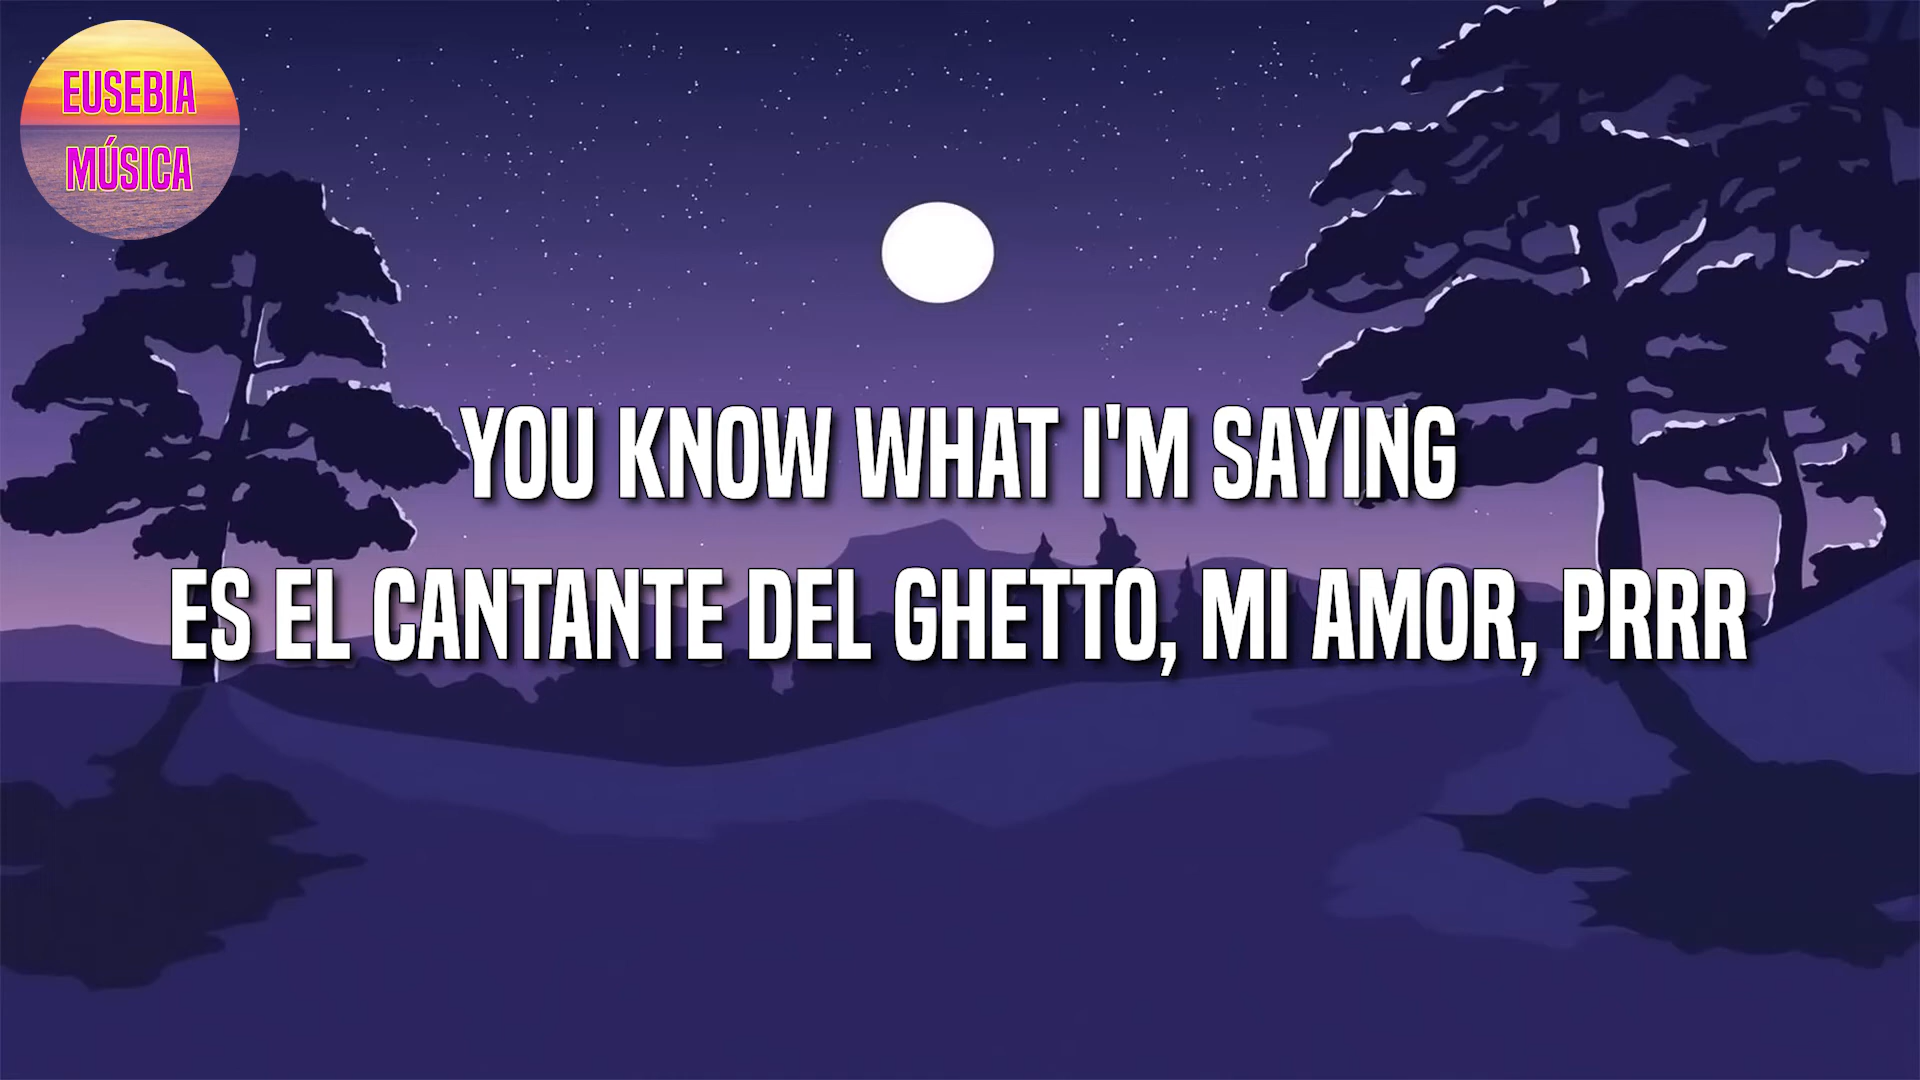 EUSEBIA
MÚSICA
YOU KNOW WHAT I'M SAYING
ES EL CANTANTE DEL GHETTO, MI AMOR, PRRR